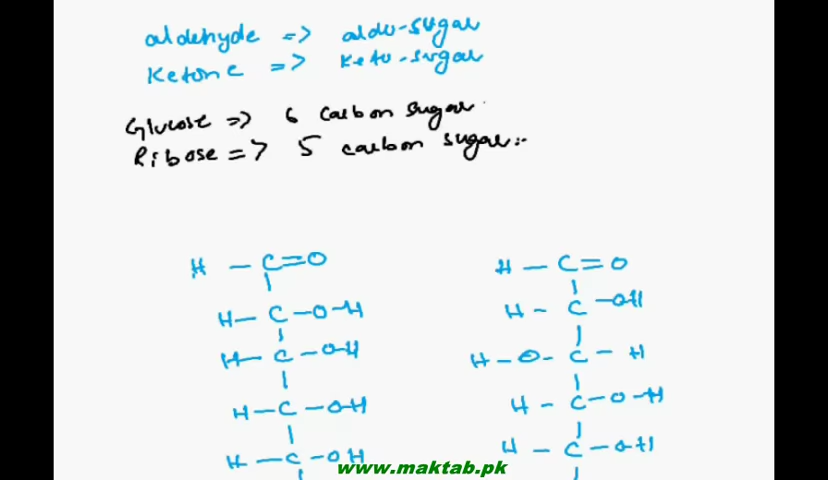 aldehyde => aldo-sugar
Ketone => Keto-sugar
Glucose => 6 Carbon Sugar
Ribose => 5 carbon sugar:-
H - C=O H - C=O
H - C - O-H H - C - OH
H - C - OH H - O - C - H
H - C - OH H - C - O-H
H - C - OH H - C - OH
www.maktab.pk